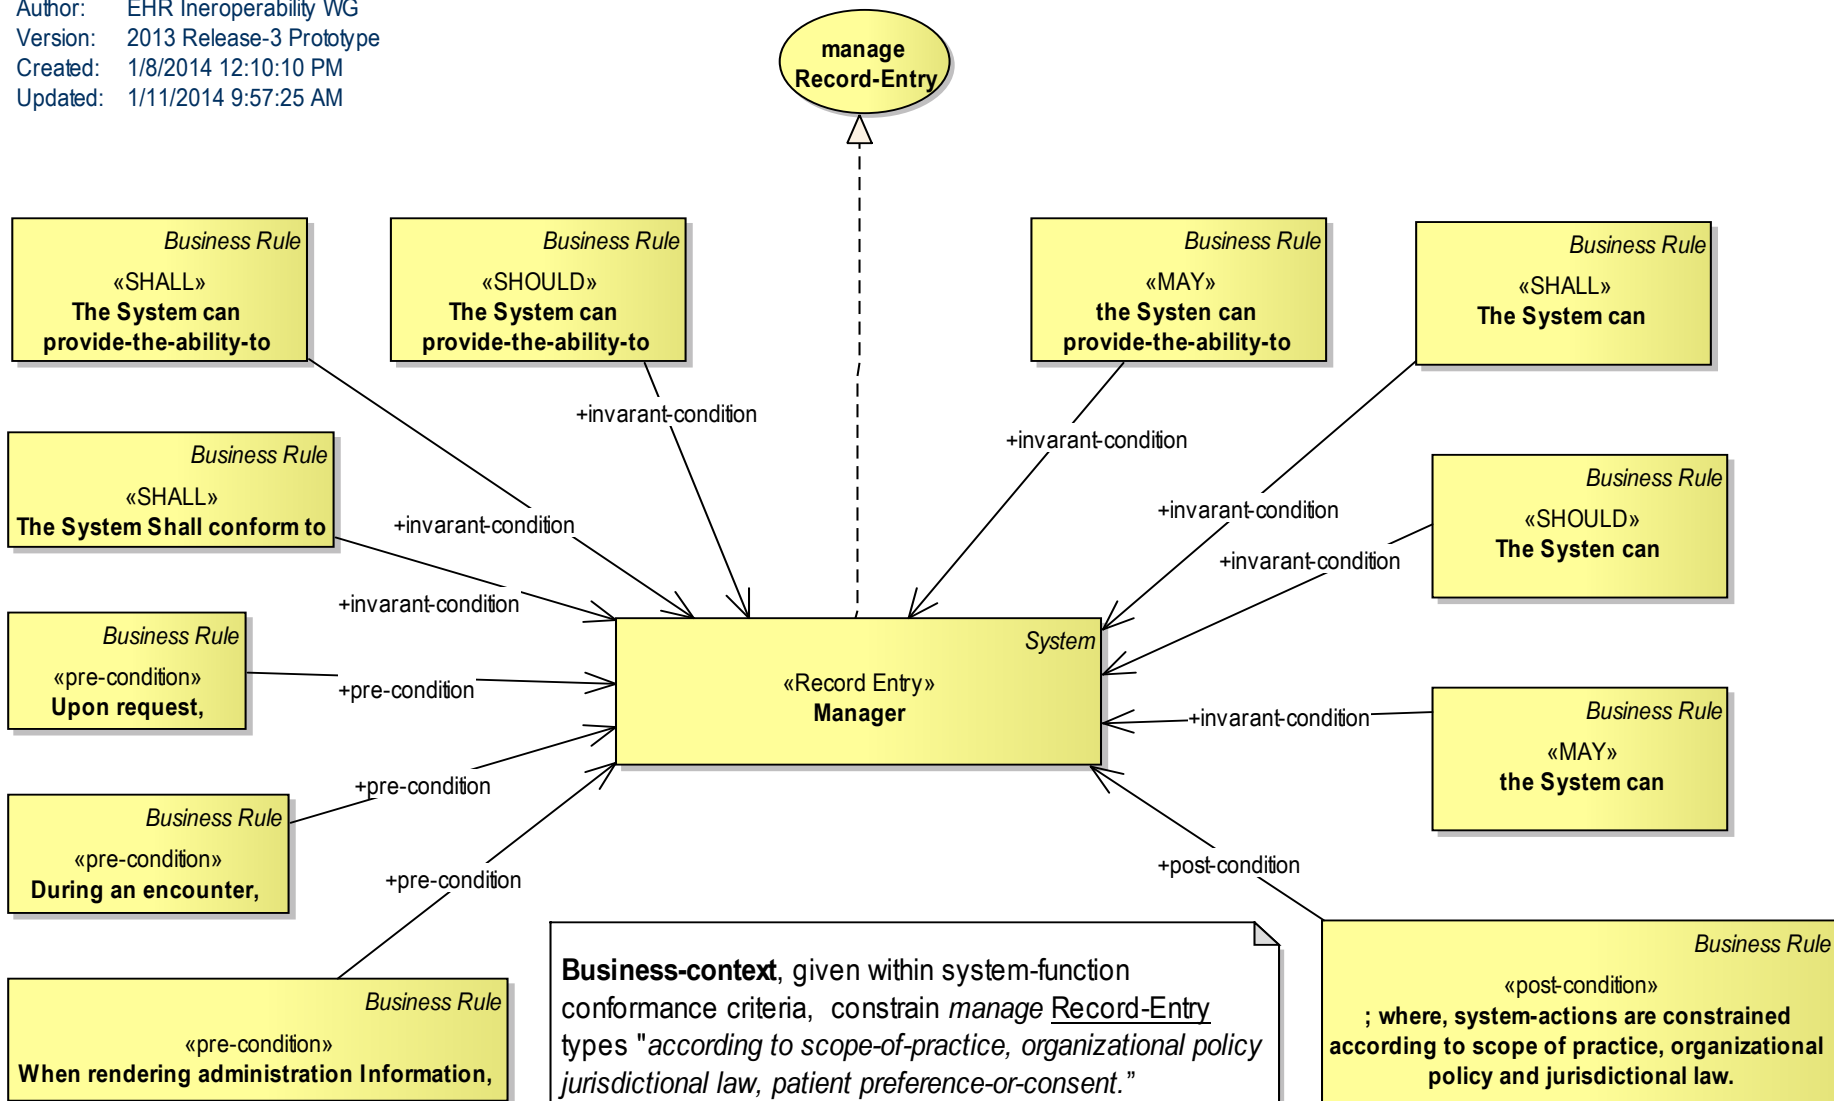 Author: EHR Ineroperability WG
Version: 2013 Release-3 Prototype
Created: 1/8/2014 12:10:10 PM
Updated: 1/11/2014 9:57:25 AM
manage
Record-Entry
Business Rule
«SHALL»
The System can
provide-the-ability-to
Business Rule
«SHOULD»
The System can
provide-the-ability-to
Business Rule
«MAY»
the Systen can
provide-the-ability-to
Business Rule
«SHALL»
The System can
+invarant-condition
+invarant-condition
Business Rule
«SHALL»
The System Shall conform to
+invarant-condition
+invarant-condition
Business Rule
«SHOULD»
The Systen can
+invarant-condition
+invarant-condition
Business Rule
«pre-condition»
Upon request,
+pre-condition
System
«Record Entry»
Manager
+invarant-condition
Business Rule
«MAY»
the System can
+pre-condition
Business Rule
«pre-condition»
During an encounter,
+pre-condition
+post-condition
Business Rule
«pre-condition»
When rendering administration Information,
Business-context, given within system-function
conformance criteria, constrain manage Record-Entry
types "according to scope-of-practice, organizational policy
jurisdictional law, patient preference-or-consent.”
Business Rule
«post-condition»
; where, system-actions are constrained
according to scope of practice, organizational
policy and jurisdictional law.